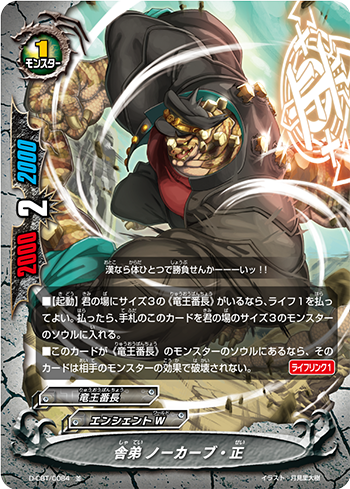 1
モンスター
2000
2
2000
漢なら体ひとつで勝負せんかーーーいッ!!
■【起動】君の場にサイズ3の《竜王番長》がいるなら、ライフ1を払っ
てよい。払ったら、手札のこのカードを君の場のサイズ3のモンスター
のソウルに入れる。
■このカードが《竜王番長》のモンスターのソウルにあるなら、その
カードは相手のモンスターの効果で破壊されない。
ライフリンク1
竜王番長
エンシェントW
舎弟 ノーカーブ・正
D-CBT/0084 並
イラスト：月見里大樹